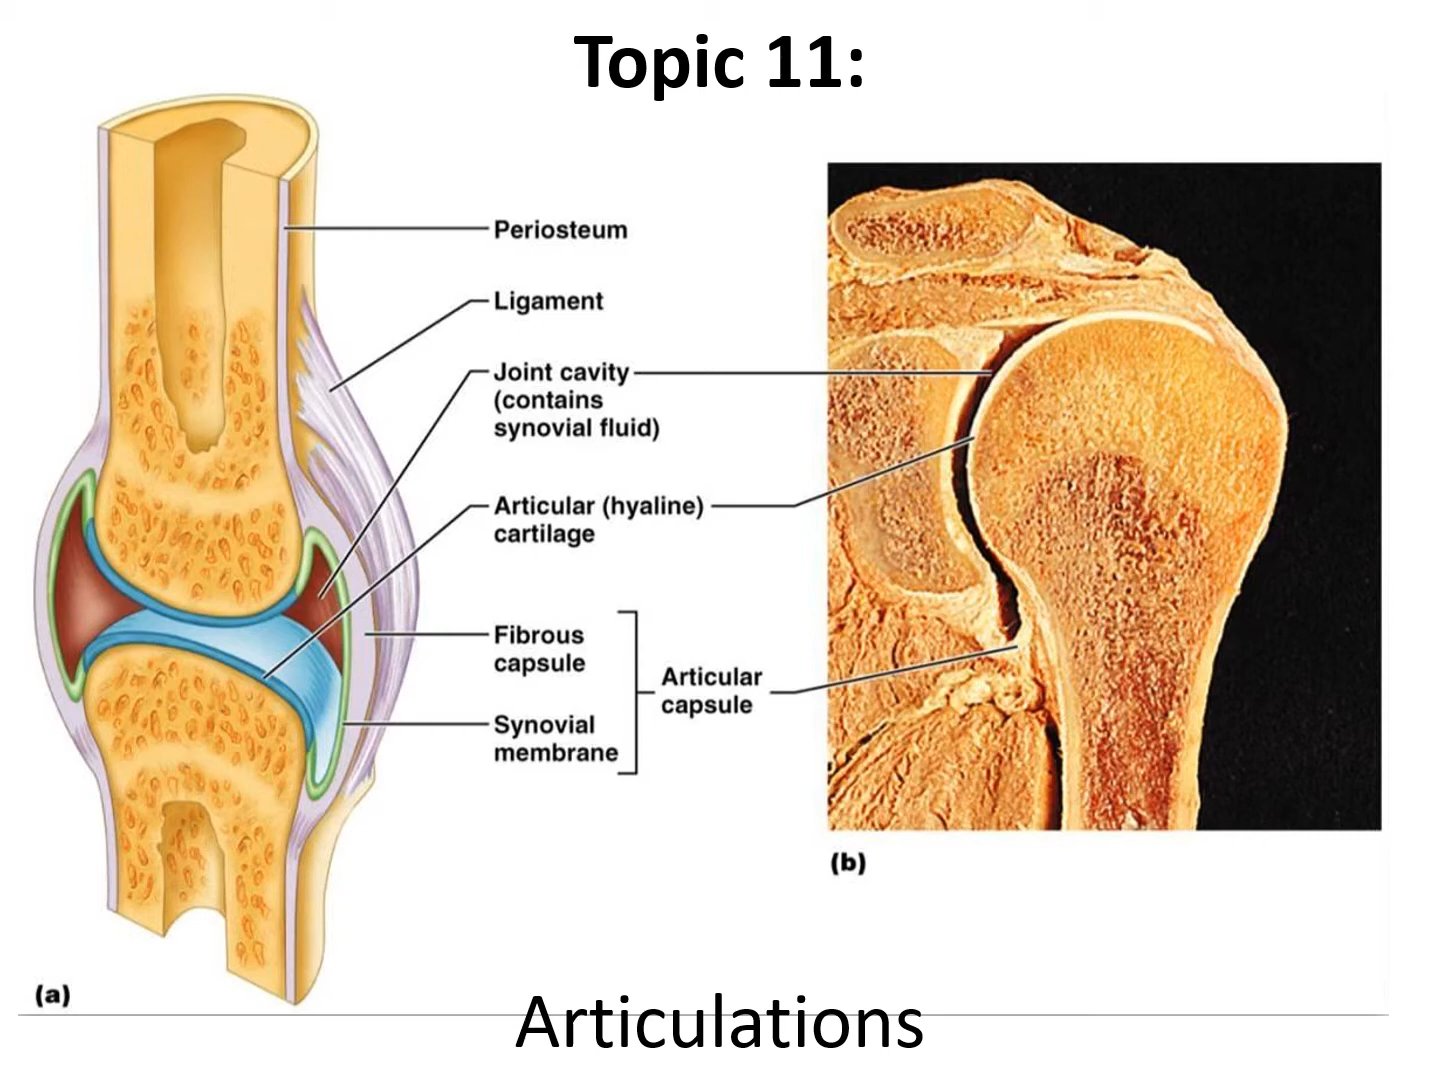 Topic 11:
Periosteum
Ligament
Joint cavity
(contains
synovial fluid)
Articular (hyaline)
cartilage
Fibrous
capsule
Articular
capsule
Synovial
membrane
(b)
(a)
Articulations